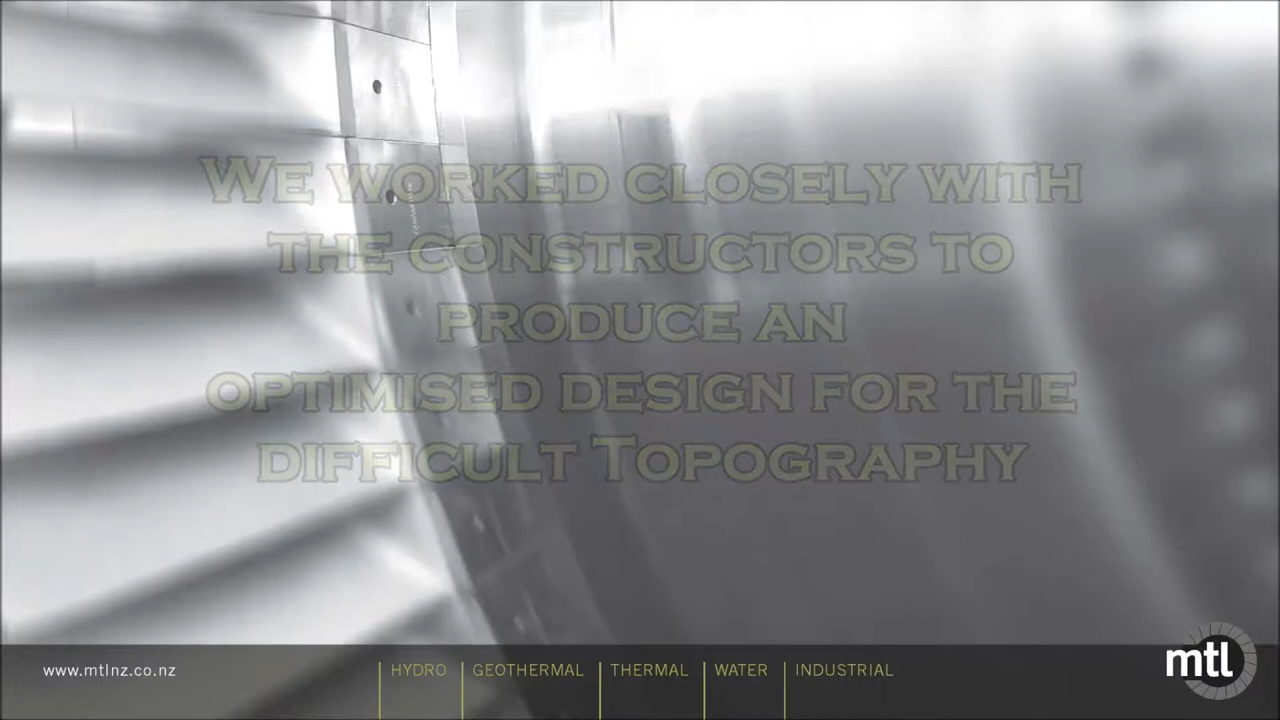 WE WORKED CLOSELY WITH
THE CONSTRUCTORS TO
PRODUCE AN
OPTIMISED DESIGN FOR THE
DIFFICULT TOPOGRAPHY
www.mtlnz.co.nz
HYDRO
GEOTHERMAL
THERMAL
WATER
INDUSTRIAL
mtl